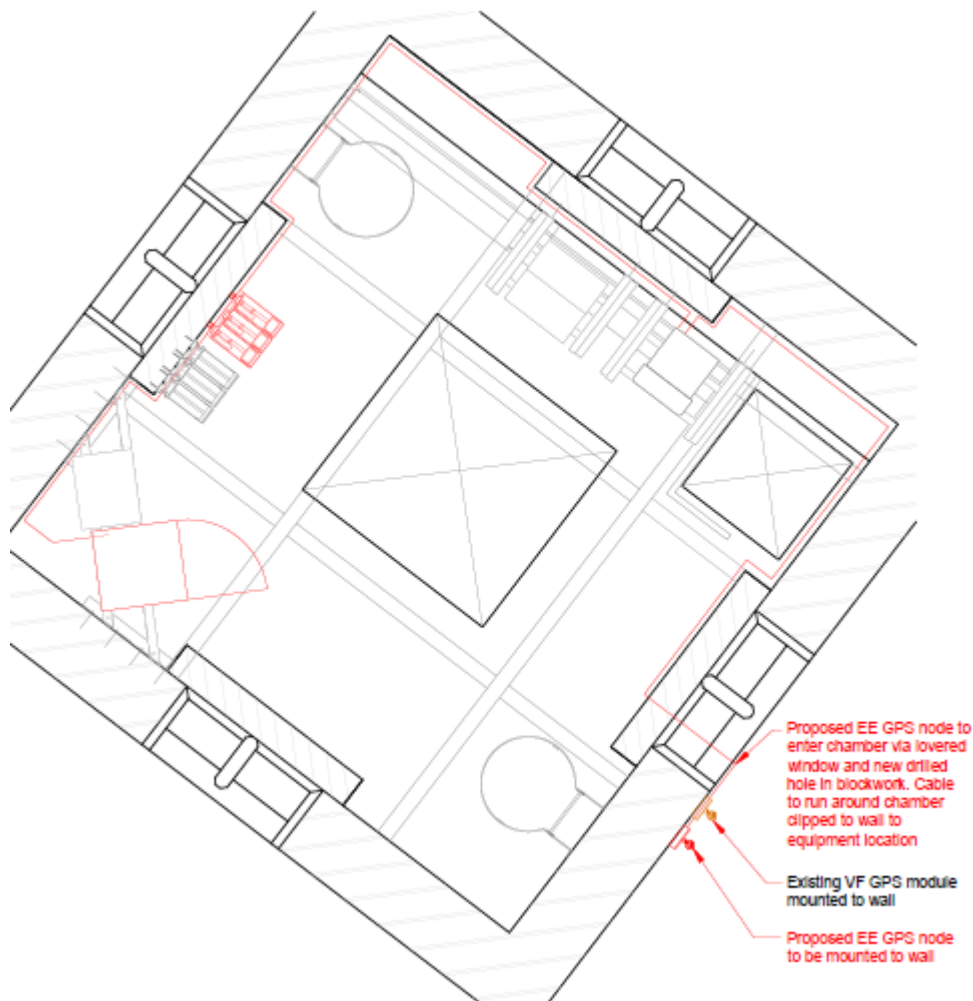 Proposed EE GPS node to
enter chamber via lovered
window and new drilled
hole in blockwork. Cable
to run around chamber
clipped to wall to
equipment location
Existing VF GPS module
mounted to wall
Proposed EE GPS node
to be mounted to wall